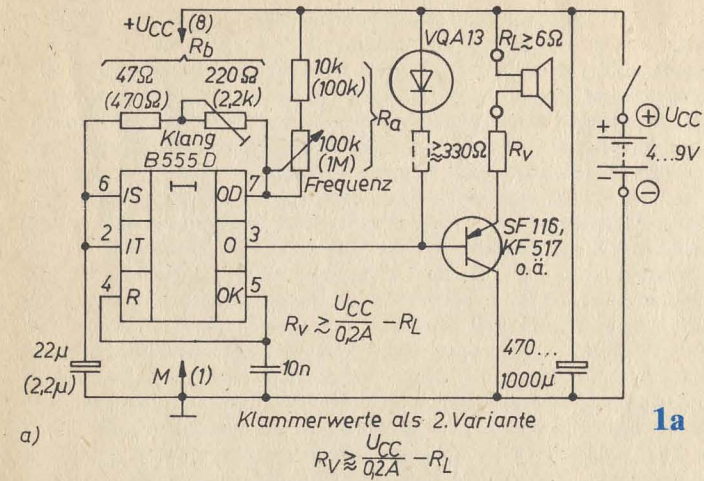 +UCC (8)
Rb
47Ω
(470Ω)
220Ω
(2,2k)
Klang
B555D
10k
(100k)
Ra
100k
(1M)
Frequenz
VQA13
≳330Ω
RL≳6Ω
Rv
+
⊕ UCC
4...9V
−
⊖
6 IS OD 7
2 IT O 3
4 R OK 5
SF116,
KF517
o.ä.
Rv ≳ UCC/0,2A − RL
22µ
(2,2µ)
M (1)
10n
470...
1000µ
Klammerwerte als 2.Variante
a)
1a
RV ≳ UCC/0,2A − RL